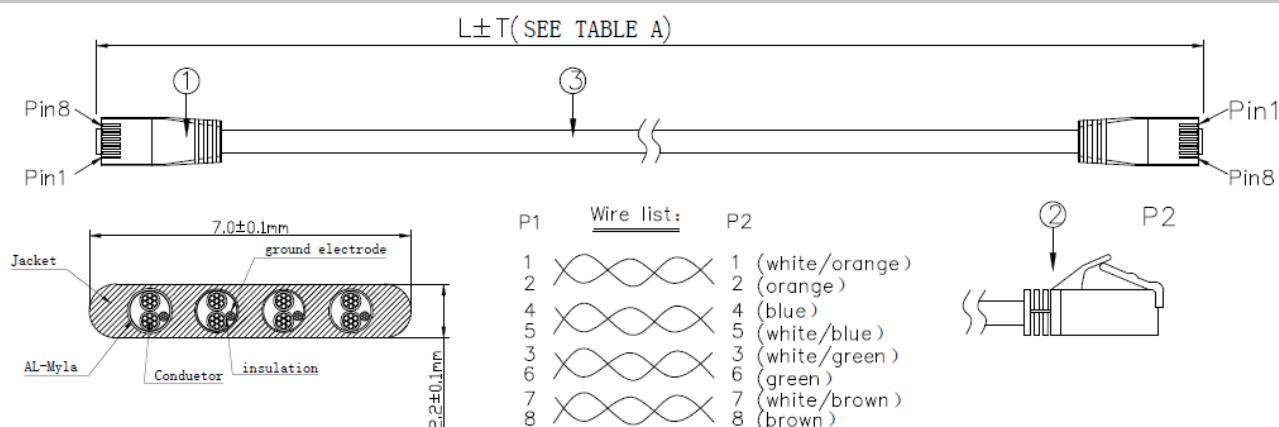 L±T(SEE TABLE A)
①
③
Pin8
Pin1
Pin1
Pin8
7.0±0.1mm
ground electrode
Jacket
AL-Myla
Conduetor
insulation
2.2±0.1mm
P1
Wire list:
P2
1
1 (white/orange)
2
2 (orange)
4
4 (blue)
5
5 (white/blue)
3
3 (white/green)
6
6 (green)
7
7 (white/brown)
8
8 (brown)
②
P2